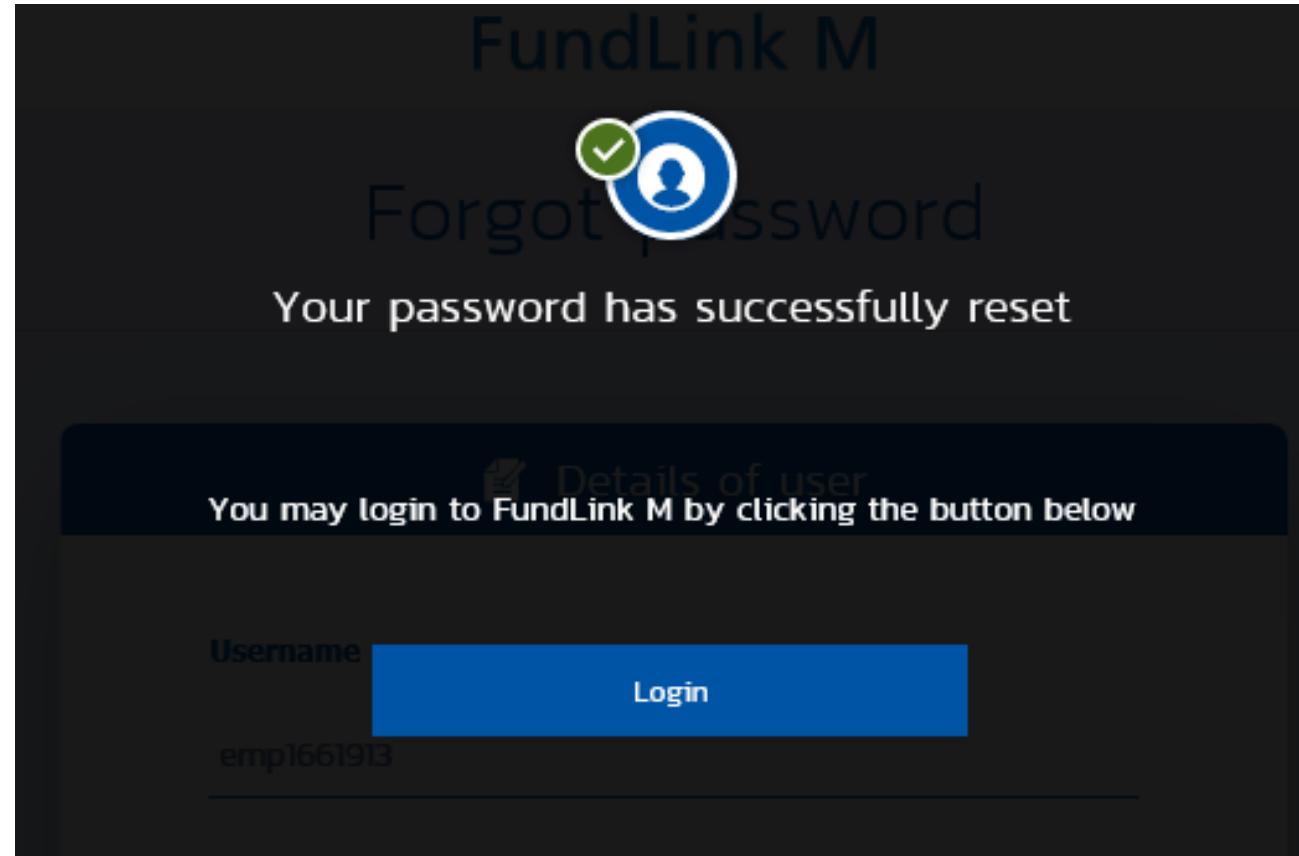 FundLink M
Forgot password
Your password has successfully reset
Details of user
You may login to FundLink M by clicking the button below
Username
Login
emp1661913